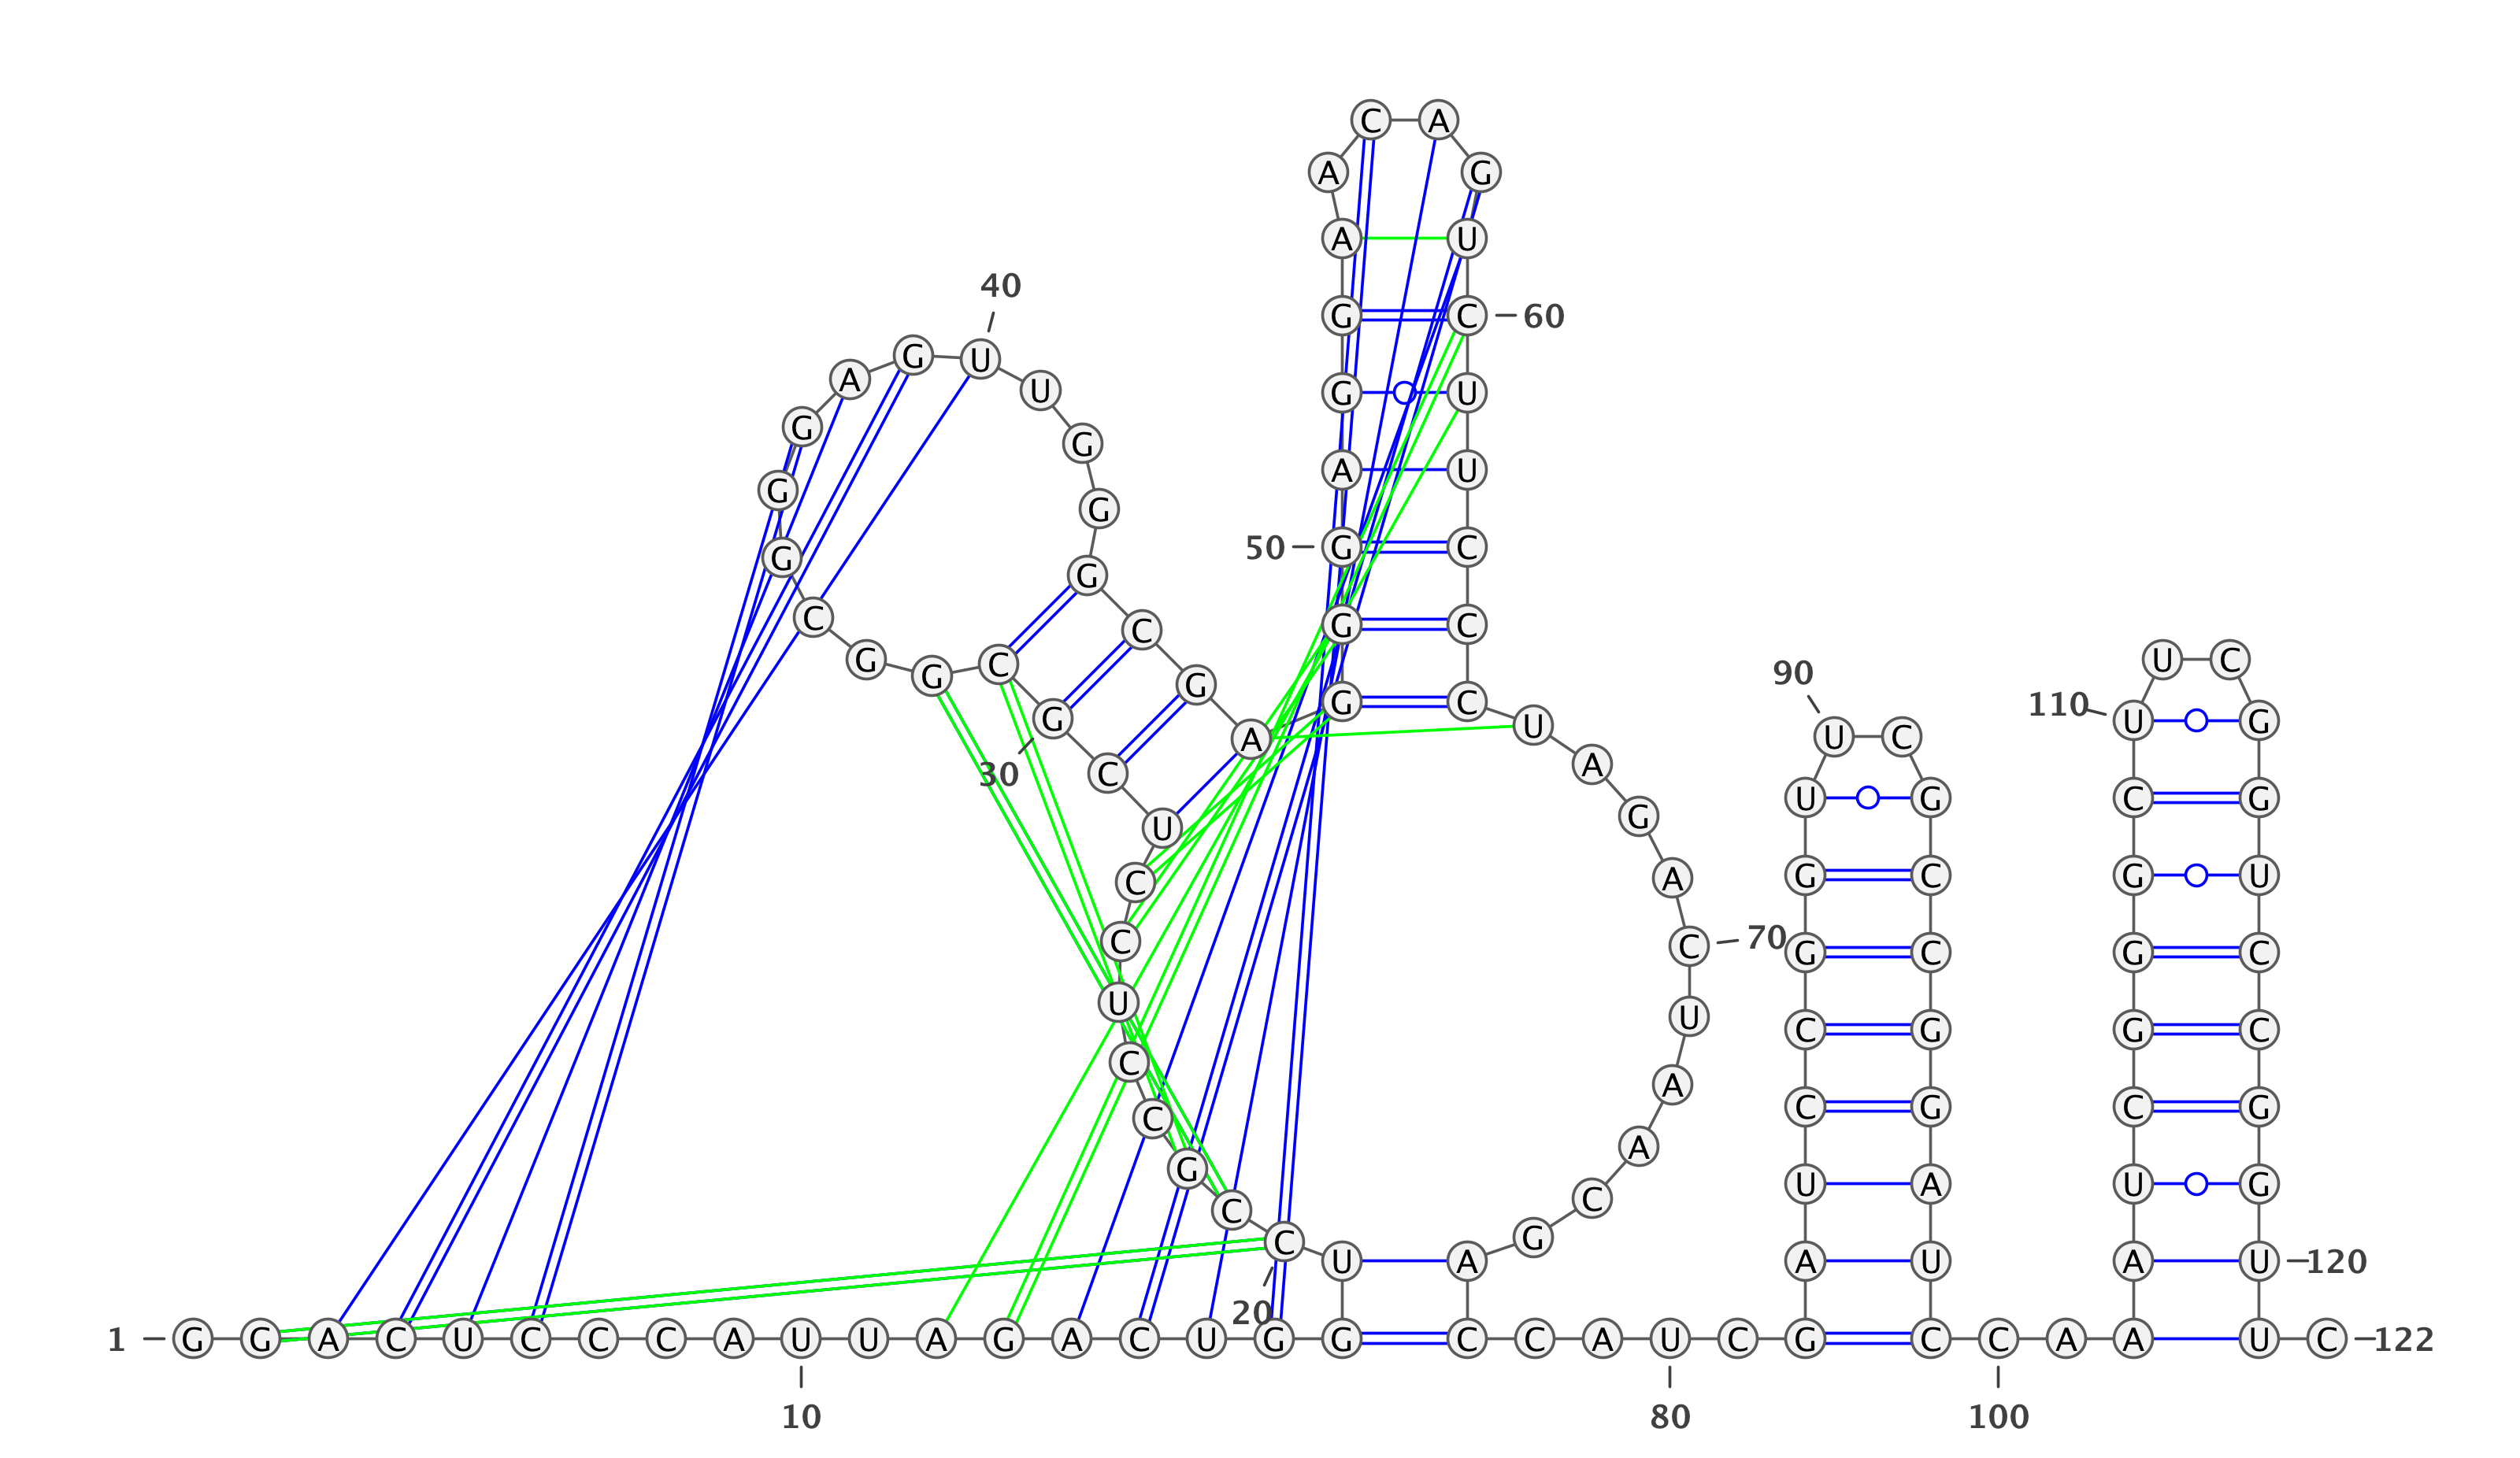 C A
A G
A U
40
G C 60
G U
A U G U
G G
A U
G G
50 G C
G G
C C G C
U C
G C G
90
G G C 110
G U U G
A U C
A
30 C
U G C G
G
U
C A G C G U
C C 70 G C G C
U U
C G G C
C A
C C G C G
A
G U A U G
C C
C G
U A A U A U 120
20
1 G G A C U C C C A U U A G A C U G G C C A U C G C C A A U C 122
10 80 100